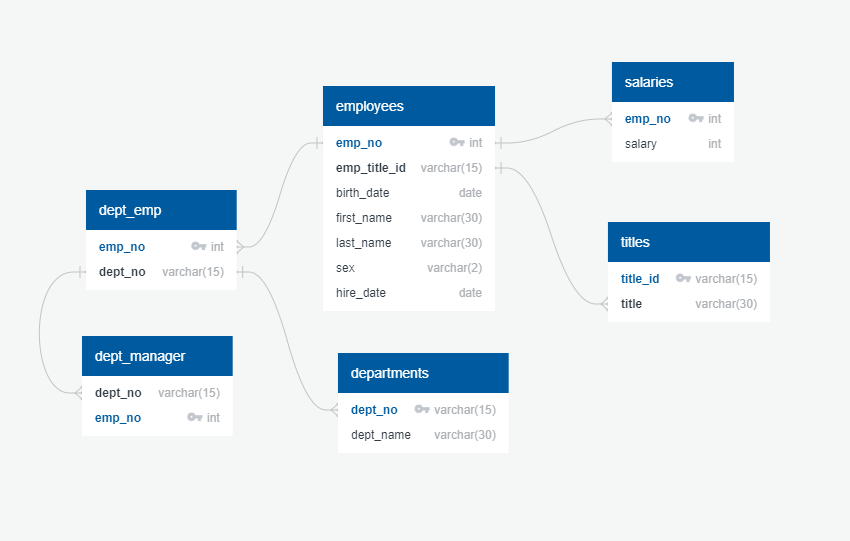 employees
emp_no int
emp_title_id varchar(15)
birth_date date
first_name varchar(30)
last_name varchar(30)
sex varchar(2)
hire_date date
salaries
emp_no int
salary int
dept_emp
emp_no int
dept_no varchar(15)
titles
title_id varchar(15)
title varchar(30)
dept_manager
dept_no varchar(15)
emp_no int
departments
dept_no varchar(15)
dept_name varchar(30)